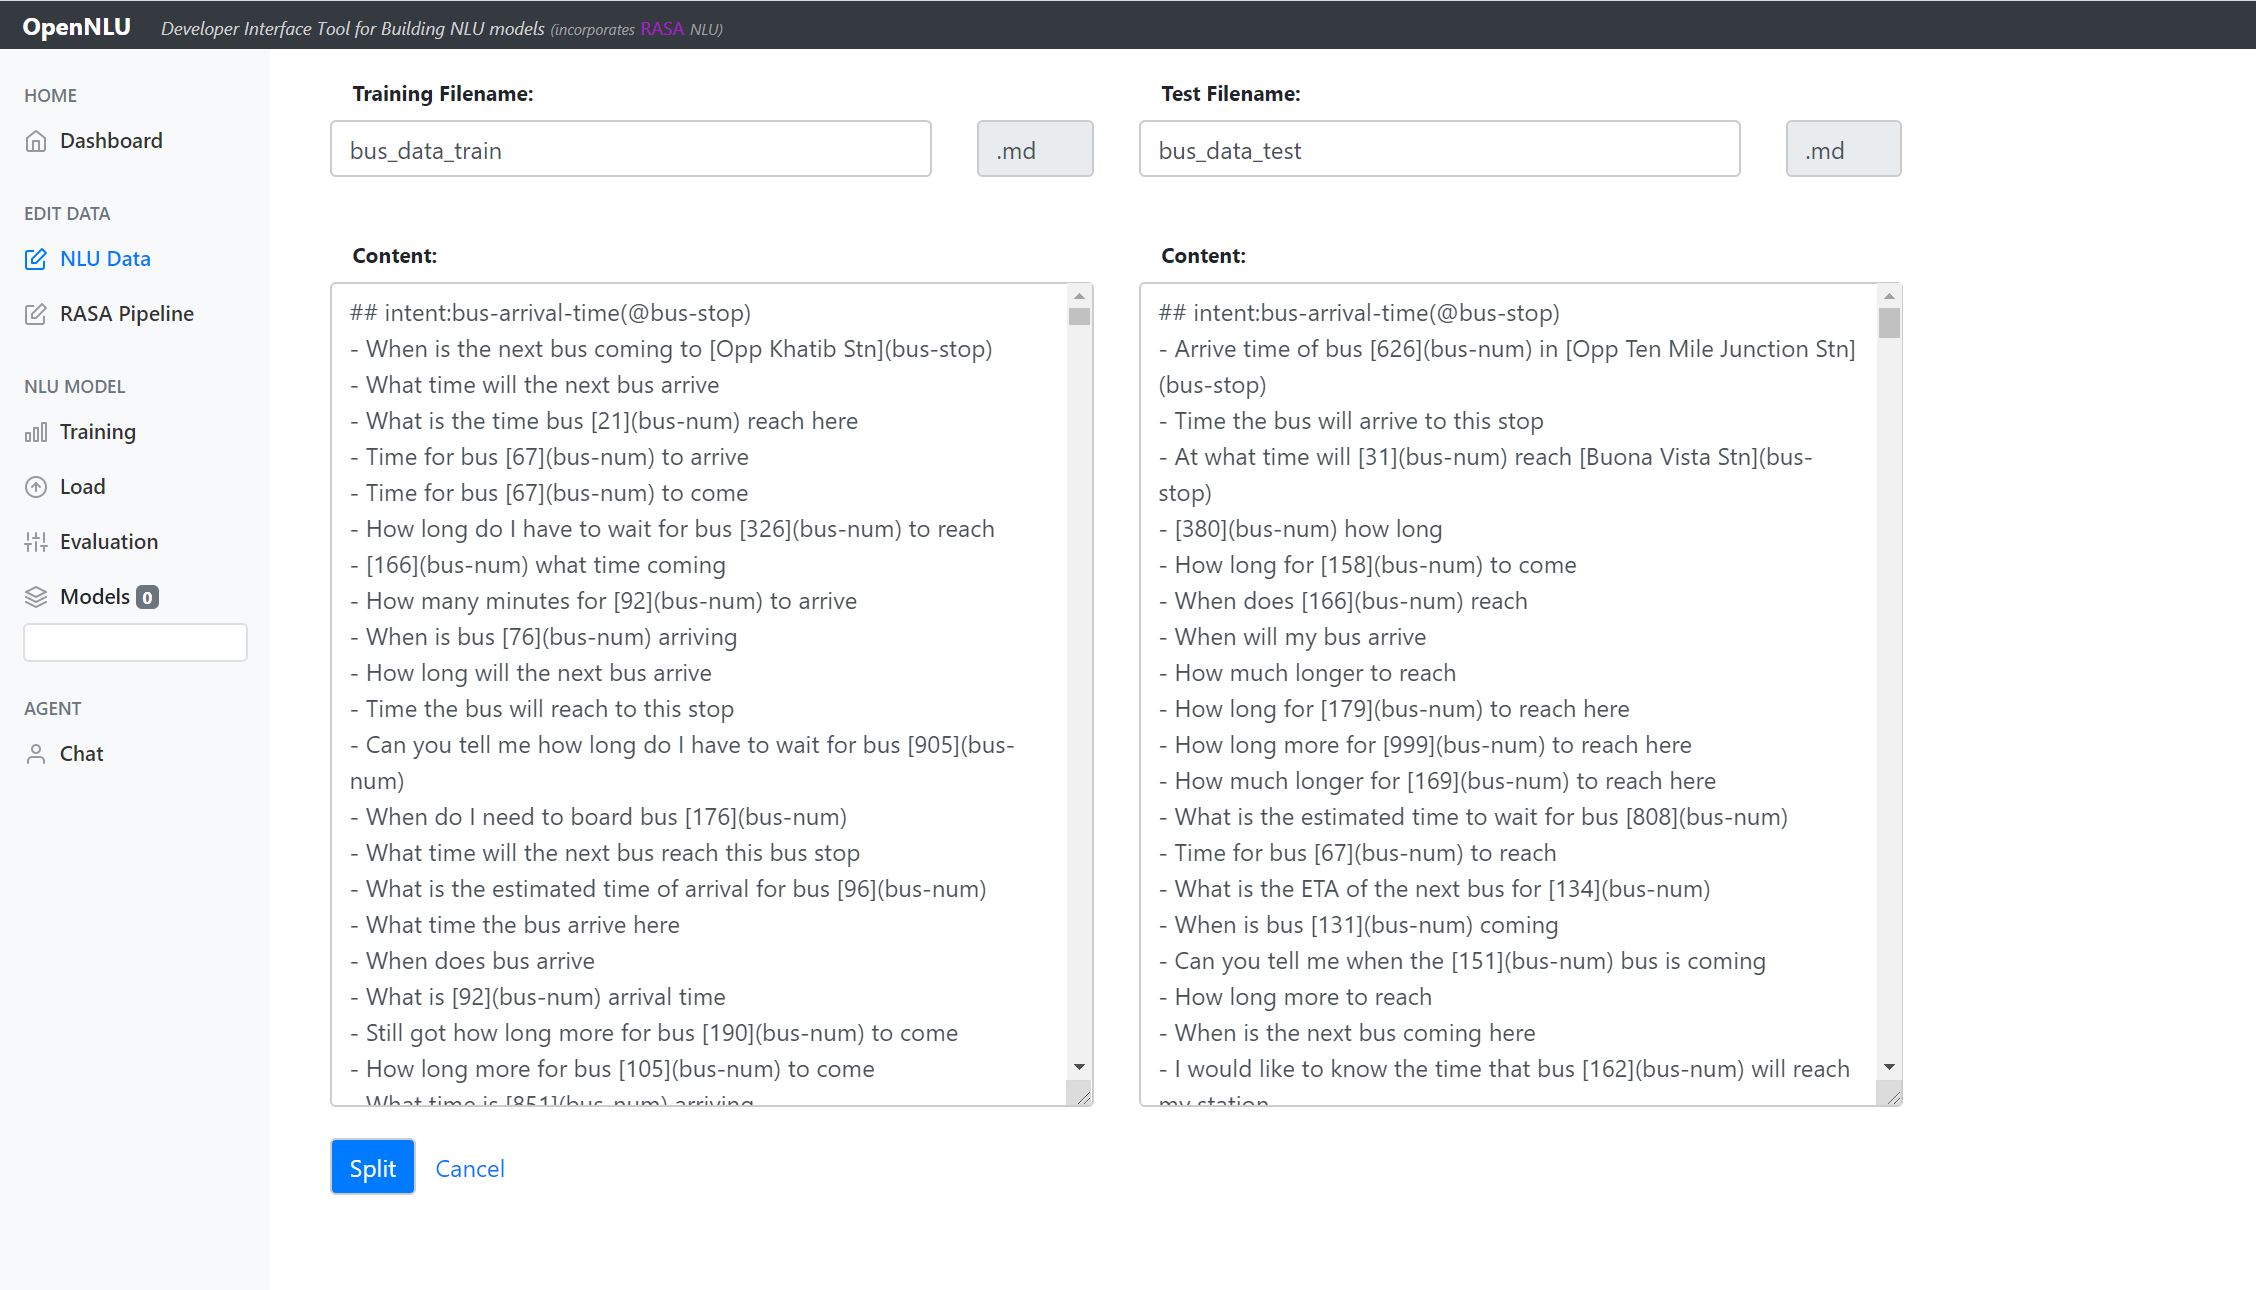 OpenNLU Developer Interface Tool for Building NLU models (incorporates RASA NLU)
HOME
Dashboard
EDIT DATA
NLU Data
RASA Pipeline
NLU MODEL
Training
Load
Evaluation
Models 0
AGENT
Chat
Training Filename:
bus_data_train .md
Content:
## intent:bus-arrival-time(@bus-stop)
- When is the next bus coming to [Opp Khatib Stn](bus-stop)
- What time will the next bus arrive
- What is the time bus [21](bus-num) reach here
- Time for bus [67](bus-num) to arrive
- Time for bus [67](bus-num) to come
- How long do I have to wait for bus [326](bus-num) to reach
- [166](bus-num) what time coming
- How many minutes for [92](bus-num) to arrive
- When is bus [76](bus-num) arriving
- How long will the next bus arrive
- Time the bus will reach to this stop
- Can you tell me how long do I have to wait for bus [905](bus-
num)
- When do I need to board bus [176](bus-num)
- What time will the next bus reach this bus stop
- What is the estimated time of arrival for bus [96](bus-num)
- What time the bus arrive here
- When does bus arrive
- What is [92](bus-num) arrival time
- Still got how long more for bus [190](bus-num) to come
- How long more for bus [105](bus-num) to come
- What time is [851](bus-num) arriving
Test Filename:
bus_data_test .md
Content:
## intent:bus-arrival-time(@bus-stop)
- Arrive time of bus [626](bus-num) in [Opp Ten Mile Junction Stn]
(bus-stop)
- Time the bus will arrive to this stop
- At what time will [31](bus-num) reach [Buona Vista Stn](bus-
stop)
- [380](bus-num) how long
- How long for [158](bus-num) to come
- When does [166](bus-num) reach
- When will my bus arrive
- How much longer to reach
- How long for [179](bus-num) to reach here
- How long more for [999](bus-num) to reach here
- How much longer for [169](bus-num) to reach here
- What is the estimated time to wait for bus [808](bus-num)
- Time for bus [67](bus-num) to reach
- What is the ETA of the next bus for [134](bus-num)
- When is bus [131](bus-num) coming
- Can you tell me when the [151](bus-num) bus is coming
- How long more to reach
- When is the next bus coming here
- I would like to know the time that bus [162](bus-num) will reach
my station
Split Cancel